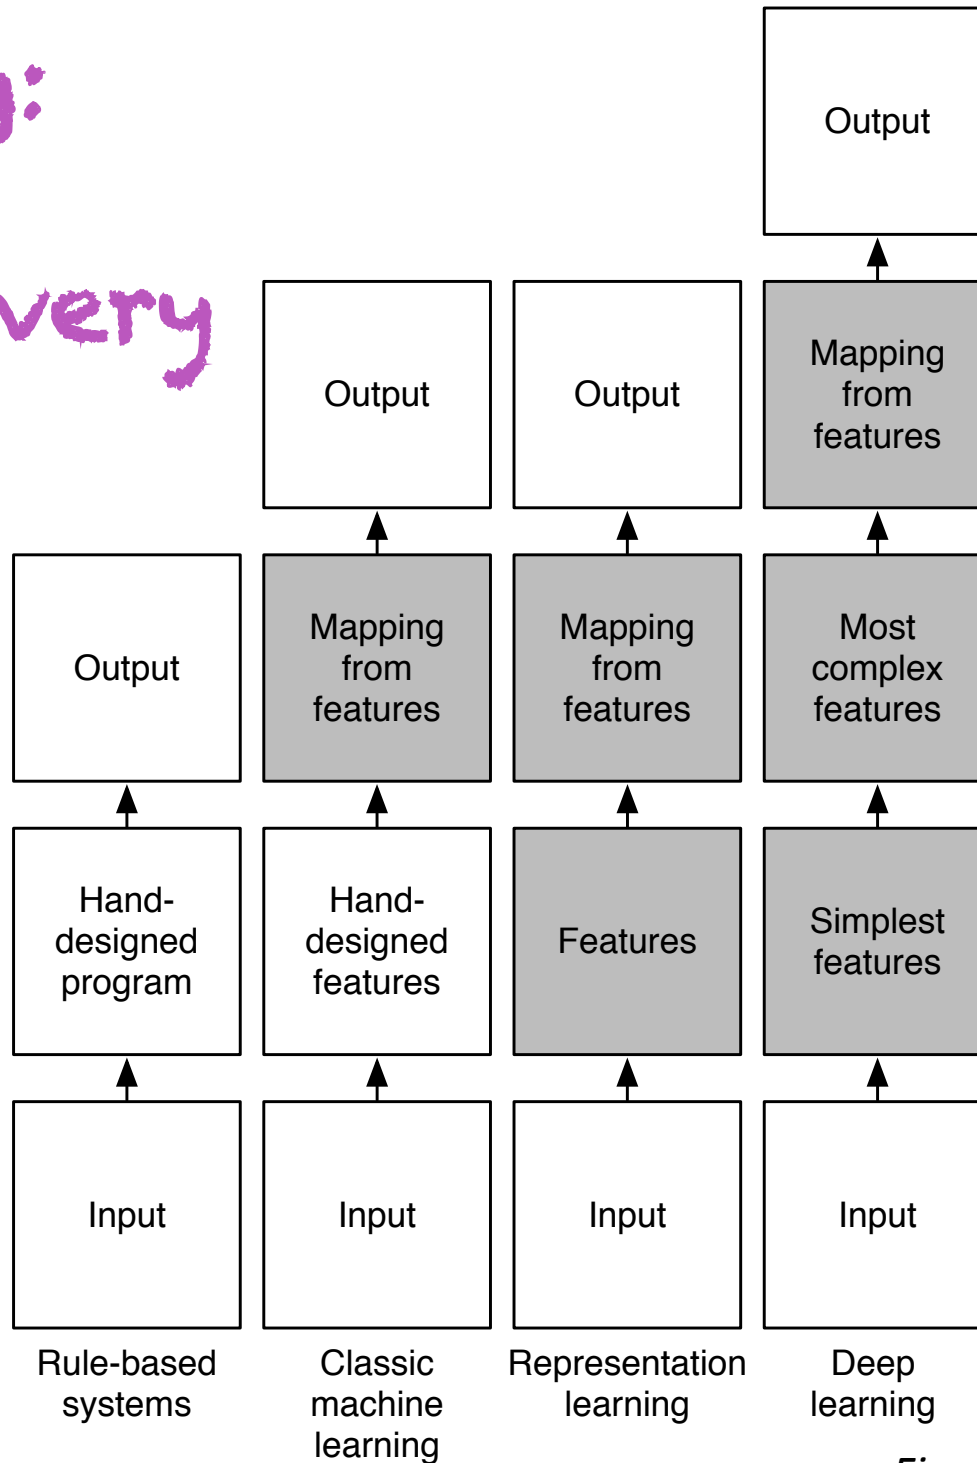 Output
very
Output
Output
Mapping
from
features
Output
Mapping
from
features
Mapping
from
features
Most
complex
features
Hand-
designed
program
Hand-
designed
features
Features
Simplest
features
Input
Input
Input
Input
Rule-based
systems
Classic
machine
learning
Representation
learning
Deep
learning